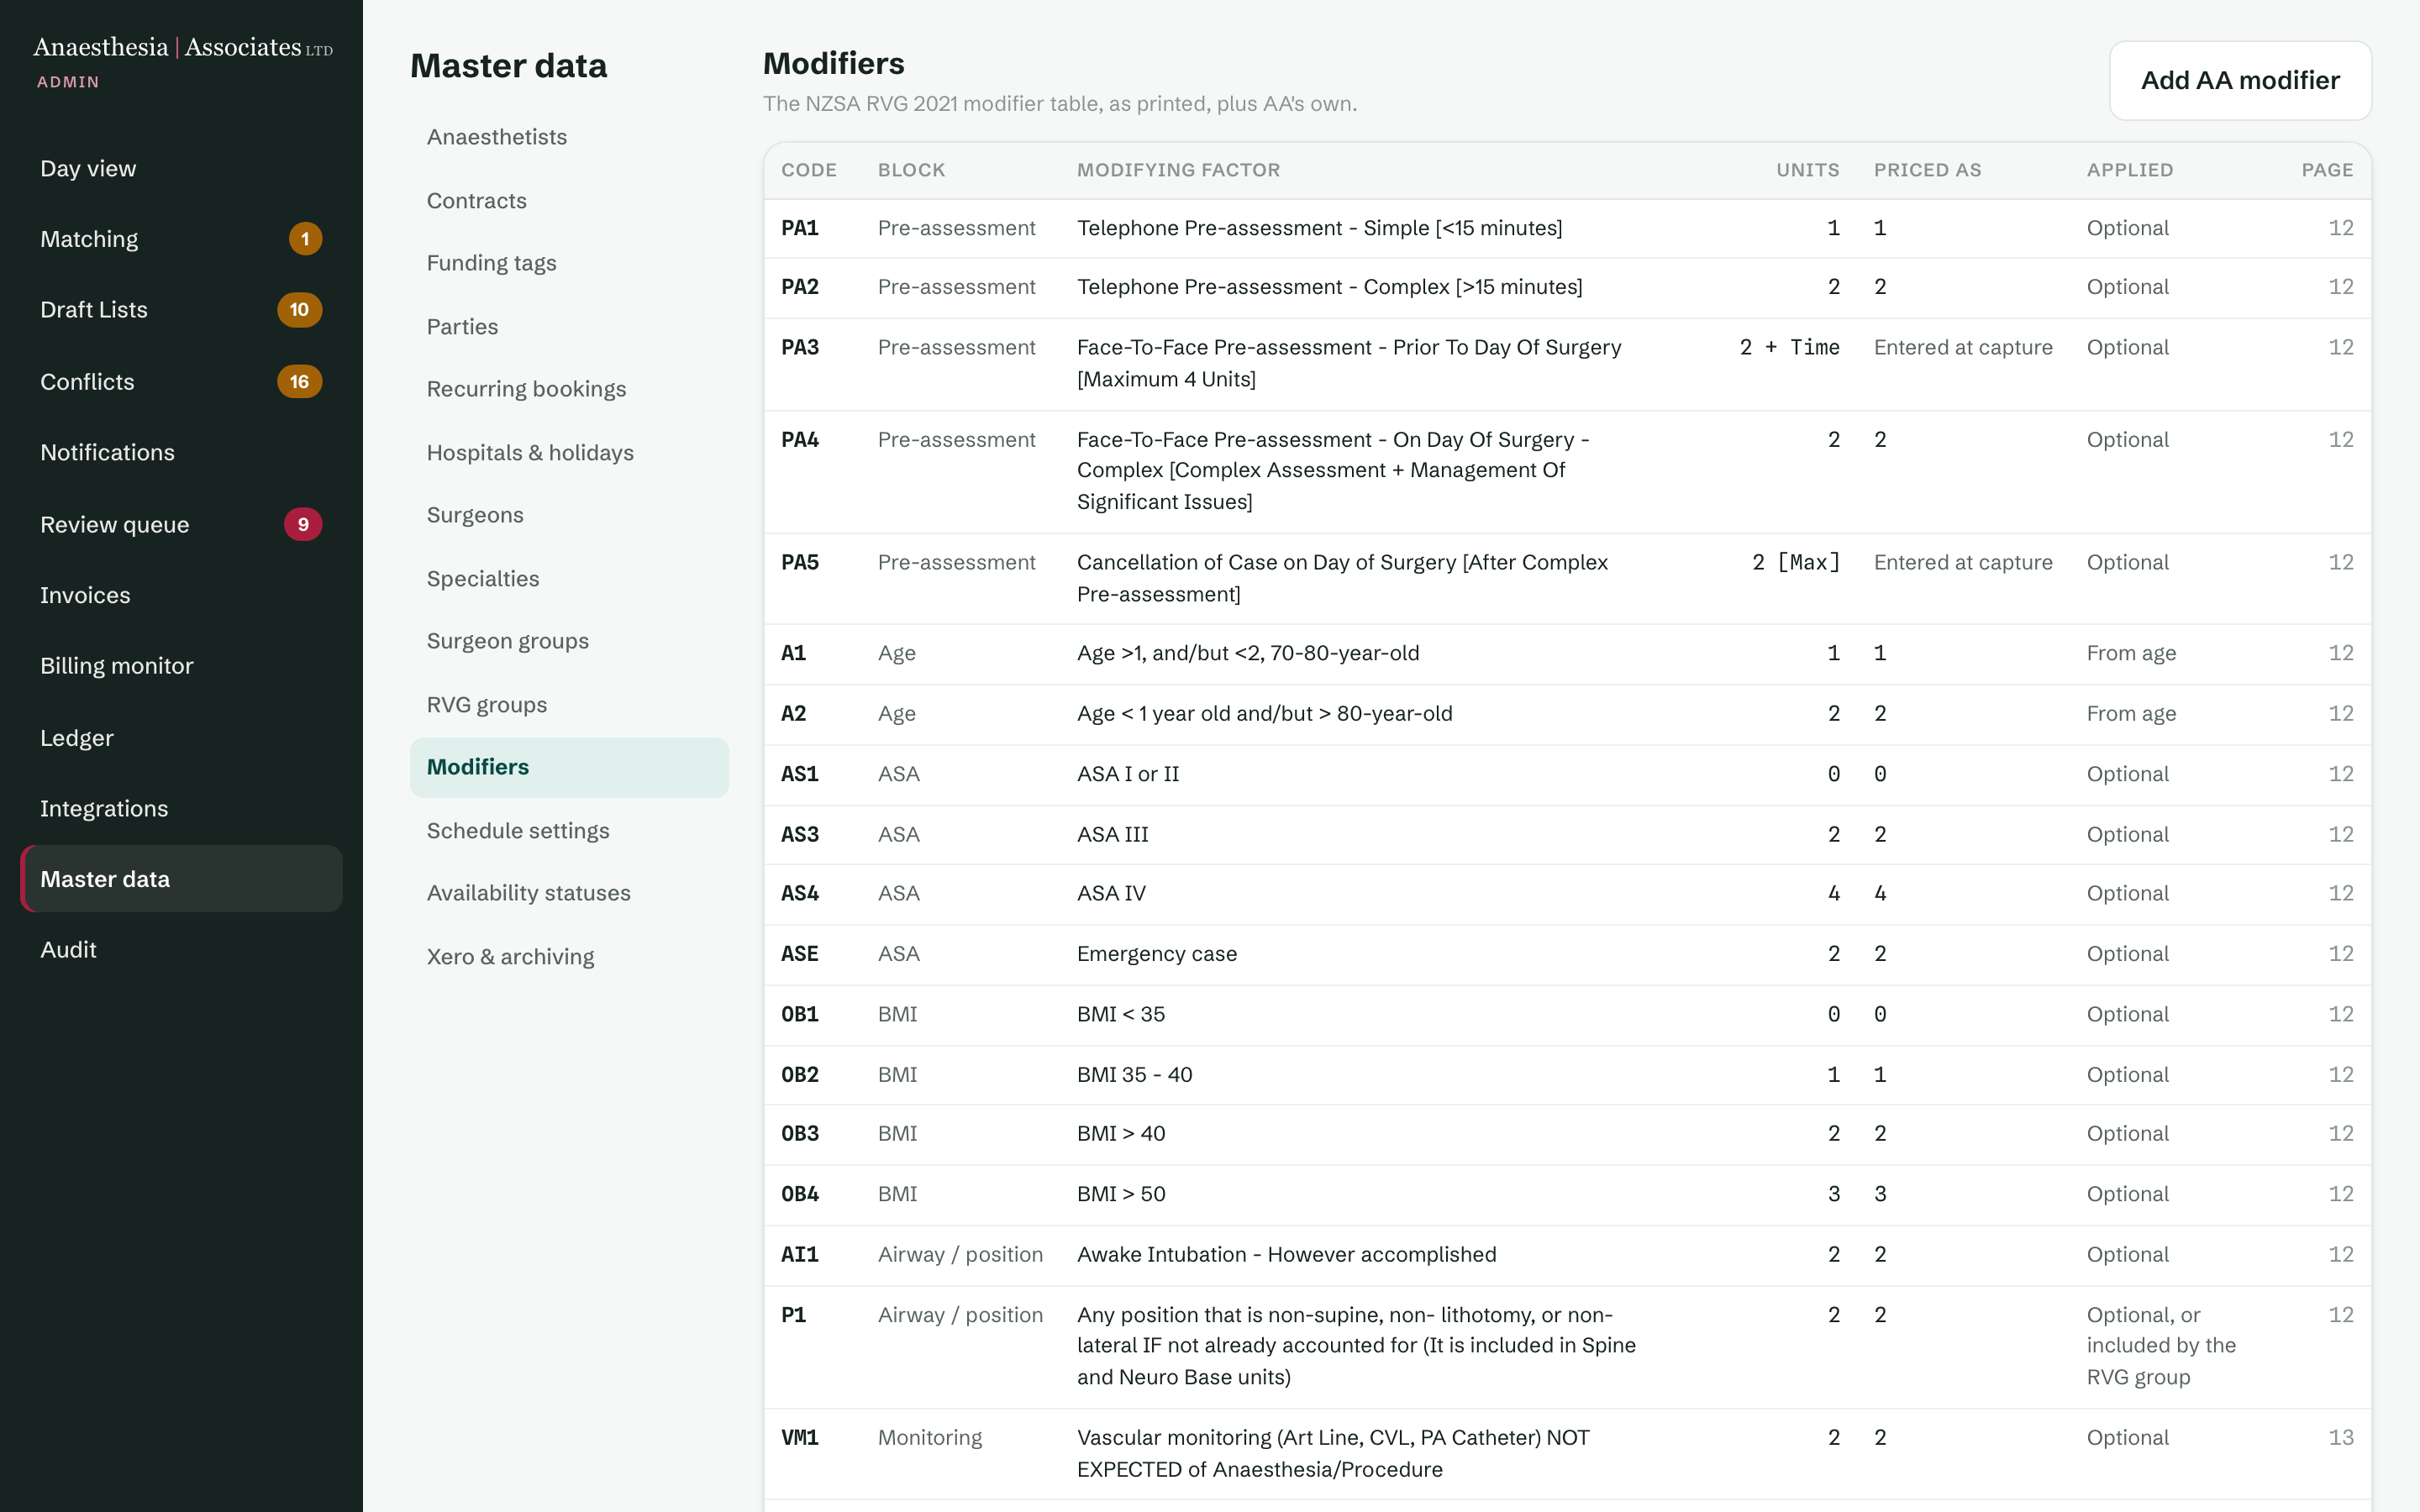 Anaesthesia | Associates LTD
ADMIN
Day view
Matching 1
Draft Lists 10
Conflicts 16
Notifications
Review queue 9
Invoices
Billing monitor
Ledger
Integrations
Master data
Audit
Master data
Anaesthetists
Contracts
Funding tags
Parties
Recurring bookings
Hospitals & holidays
Surgeons
Specialties
Surgeon groups
RVG groups
Modifiers
Schedule settings
Availability statuses
Xero & archiving
Modifiers
The NZSA RVG 2021 modifier table, as printed, plus AA's own.
Add AA modifier
CODE BLOCK MODIFYING FACTOR UNITS PRICED AS APPLIED PAGE
PA1 Pre-assessment Telephone Pre-assessment - Simple [<15 minutes] 1 1 Optional 12
PA2 Pre-assessment Telephone Pre-assessment - Complex [>15 minutes] 2 2 Optional 12
PA3 Pre-assessment Face-To-Face Pre-assessment - Prior To Day Of Surgery 2 + Time Entered at capture Optional 12
[Maximum 4 Units]
PA4 Pre-assessment Face-To-Face Pre-assessment - On Day Of Surgery - 2 2 Optional 12
Complex [Complex Assessment + Management Of
Significant Issues]
PA5 Pre-assessment Cancellation of Case on Day of Surgery [After Complex 2 [Max] Entered at capture Optional 12
Pre-assessment]
A1 Age Age >1, and/but <2, 70-80-year-old 1 1 From age 12
A2 Age Age < 1 year old and/but > 80-year-old 2 2 From age 12
AS1 ASA ASA I or II 0 0 Optional 12
AS3 ASA ASA III 2 2 Optional 12
AS4 ASA ASA IV 4 4 Optional 12
ASE ASA Emergency case 2 2 Optional 12
OB1 BMI BMI < 35 0 0 Optional 12
OB2 BMI BMI 35 - 40 1 1 Optional 12
OB3 BMI BMI > 40 2 2 Optional 12
OB4 BMI BMI > 50 3 3 Optional 12
AI1 Airway / position Awake Intubation - However accomplished 2 2 Optional 12
P1 Airway / position Any position that is non-supine, non- lithotomy, or non- 2 2 Optional, or 12
lateral IF not already accounted for (It is included in Spine included by the
and Neuro Base units) RVG group
VM1 Monitoring Vascular monitoring (Art Line, CVL, PA Catheter) NOT 2 2 Optional 13
EXPECTED of Anaesthesia/Procedure